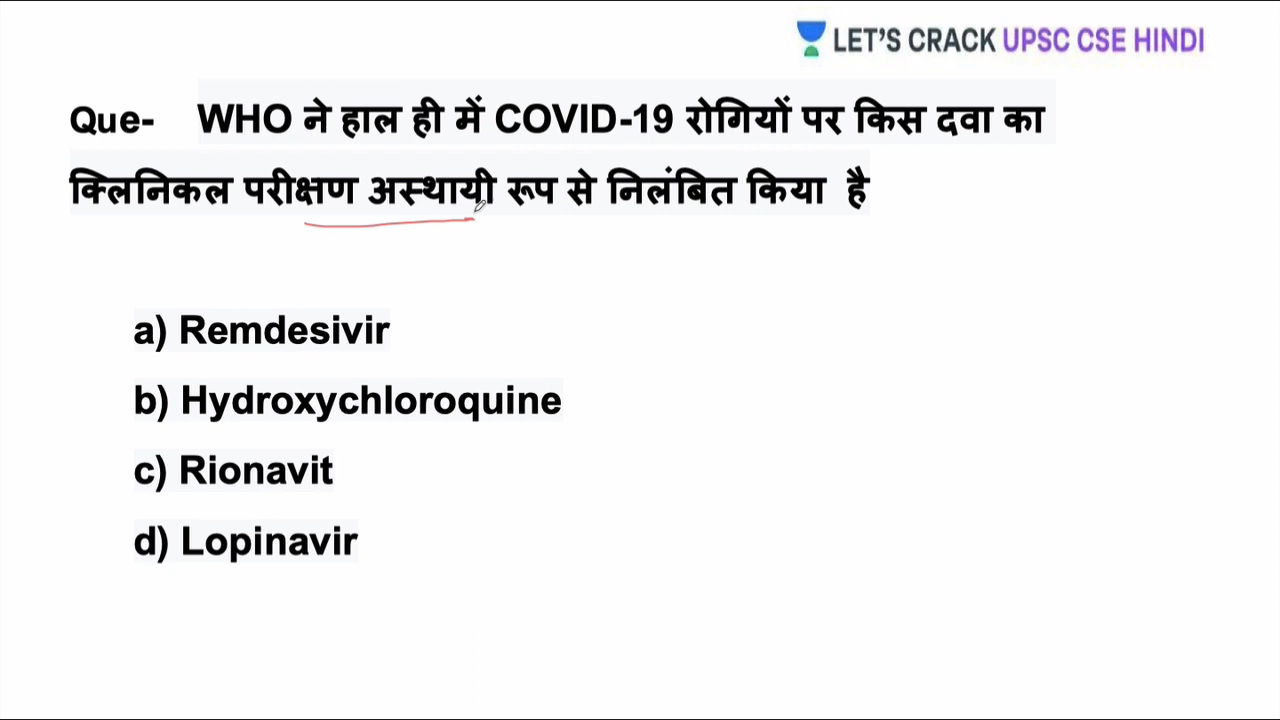 LET'S CRACK UPSC CSE HINDI
Que- WHO ने हाल ही में COVID-19 रोगियों पर किस दवा का
क्लिनिकल परीक्षण अस्थायी रूप से निलंबित किया है
a) Remdesivir
b) Hydroxychloroquine
c) Rionavit
d) Lopinavir